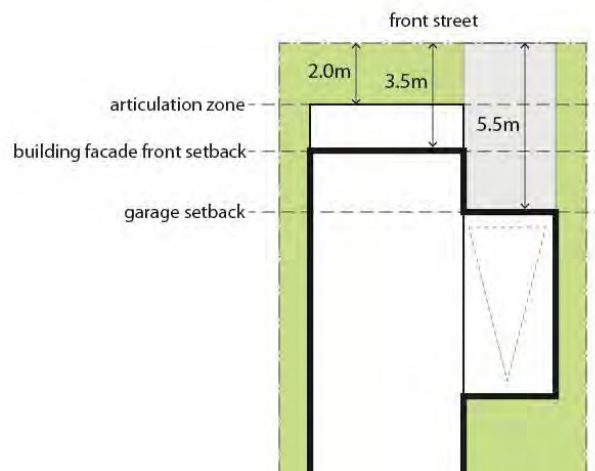 front street
2.0m
3.5m
articulation zone
5.5m
building facade front setback
garage setback